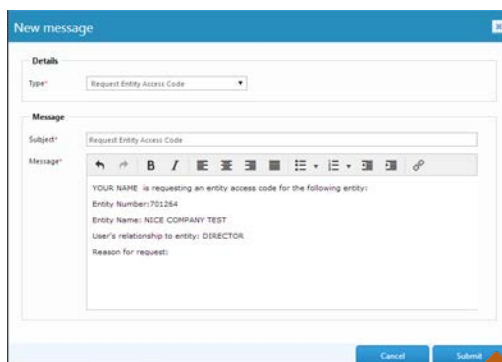 New message
Details
Type* Request Entity Access Code
Message
Subject* Request Entity Access Code
Message*
B I
YOUR NAME is requesting an entity access code for the following entity:
Entity Number:701264
Entity Name: NICE COMPANY TEST
User's relationship to entity: DIRECTOR
Reason for request:
Cancel Submit